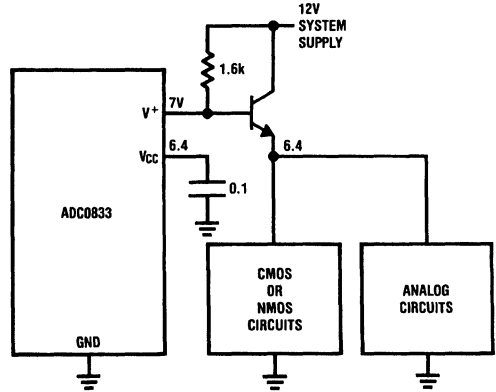 12V
SYSTEM
SUPPLY
1.6k
V+
7V
VCC
6.4
6.4
0.1
ADC0833
CMOS
OR
NMOS
CIRCUITS
ANALOG
CIRCUITS
GND